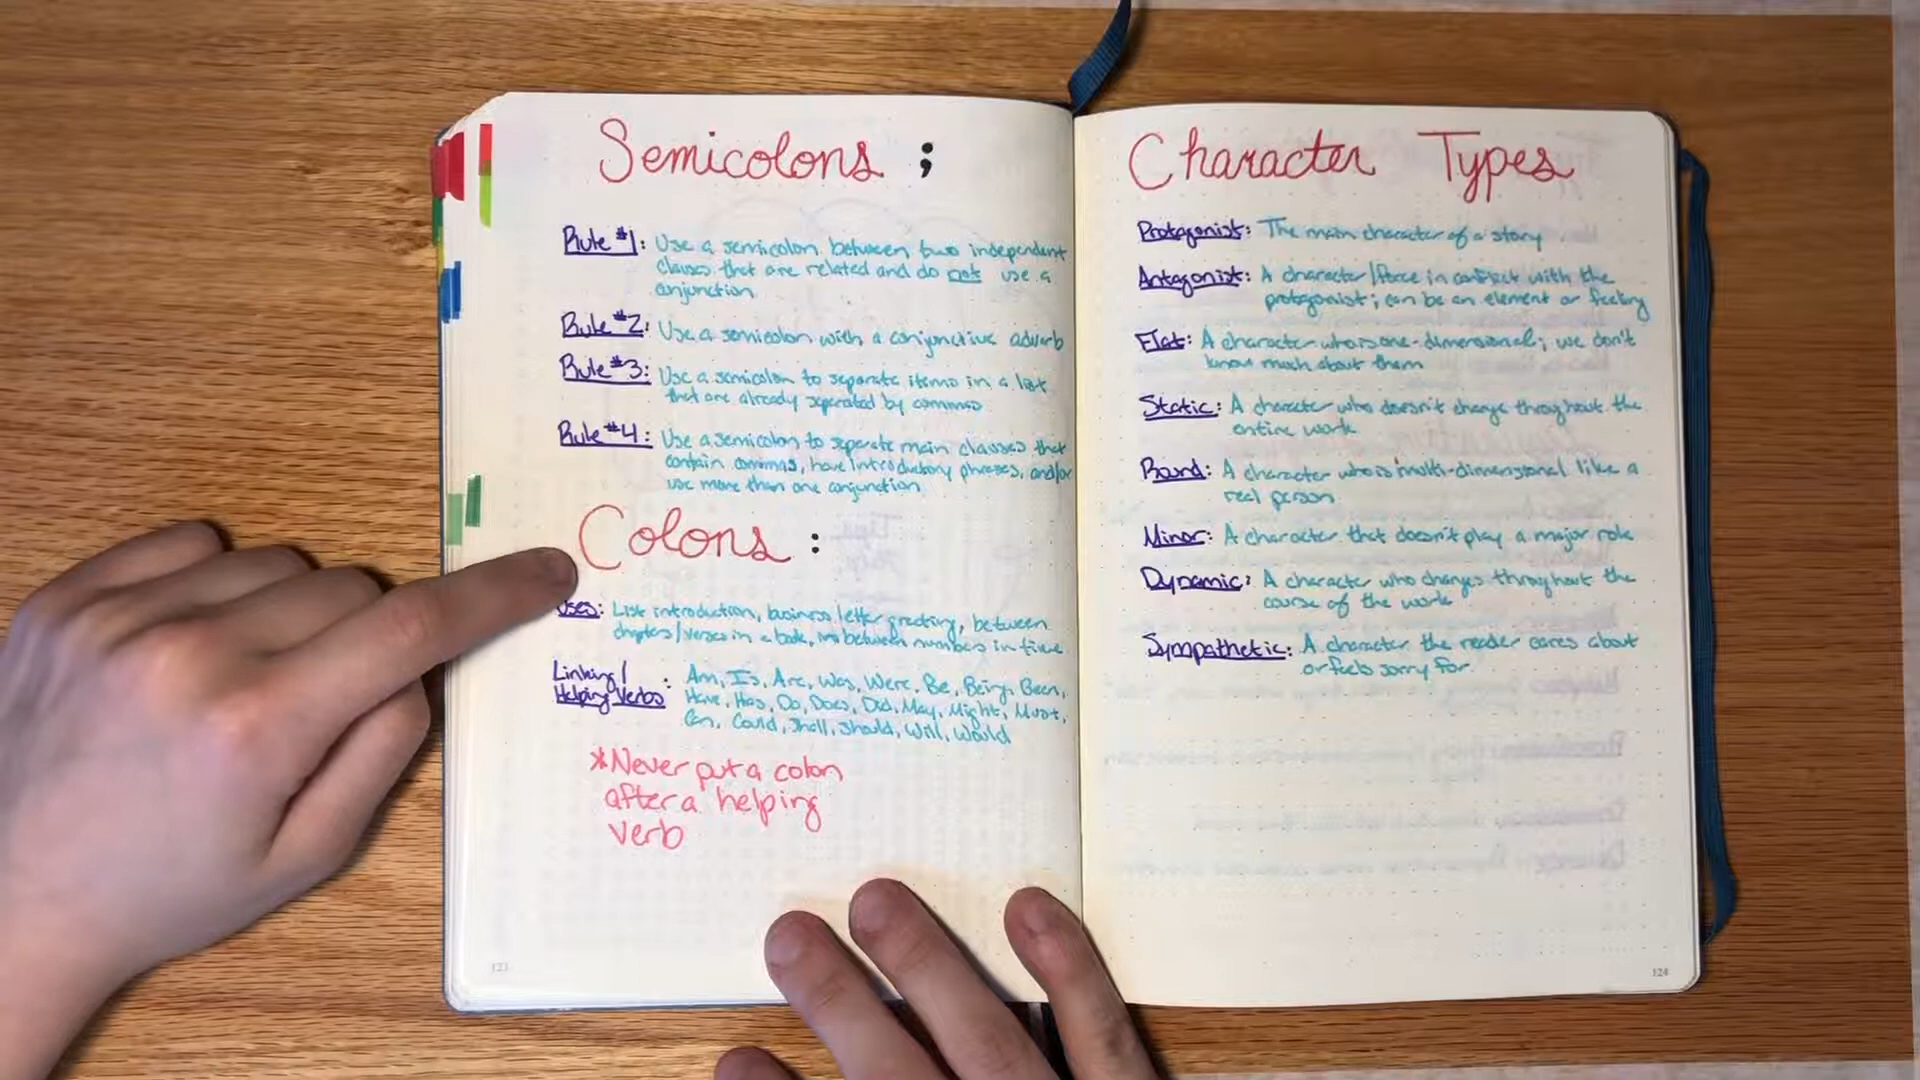 Semicolons ;
Rule #1: Use a semicolon between two independent
clauses that are related and do not use a
conjunction
Rule #2: Use a semicolon with a conjunctive adverb
Rule #3: Use a semicolon to separate items in a list
that are already separated by commas
Rule #4: Use a semicolon to seperate main clauses that
contain commas, have introductory phrases, and/or
use more than one conjunction
Colons :
Uses: List introduction, business letter greeting, between
chapters/verses in a book, between numbers in time
Linking/
Helping Verbs : Am, Is, Are, Was, Were, Be, Being, Been,
Have, Has, Do, Does, Did, May, Might, Must,
Can, Could, Shall, Should, Will, Would
*Never put a colon
after a helping
verb
123
Character Types
Protagonist: The main character of a story
Antagonist: A character/force in conflict with the
protagonist; can be an element or feeling
Flat: A character who is one-dimensional; we don't
know much about them
Static: A character who doesn't change throughout the
entire work
Round: A character who is multi-dimensional like a
real person
Minor: A character that doesn't play a major role
Dynamic: A character who changes throughout the
course of the work
Sympathetic: A character the reader cares about
or feels sorry for
124